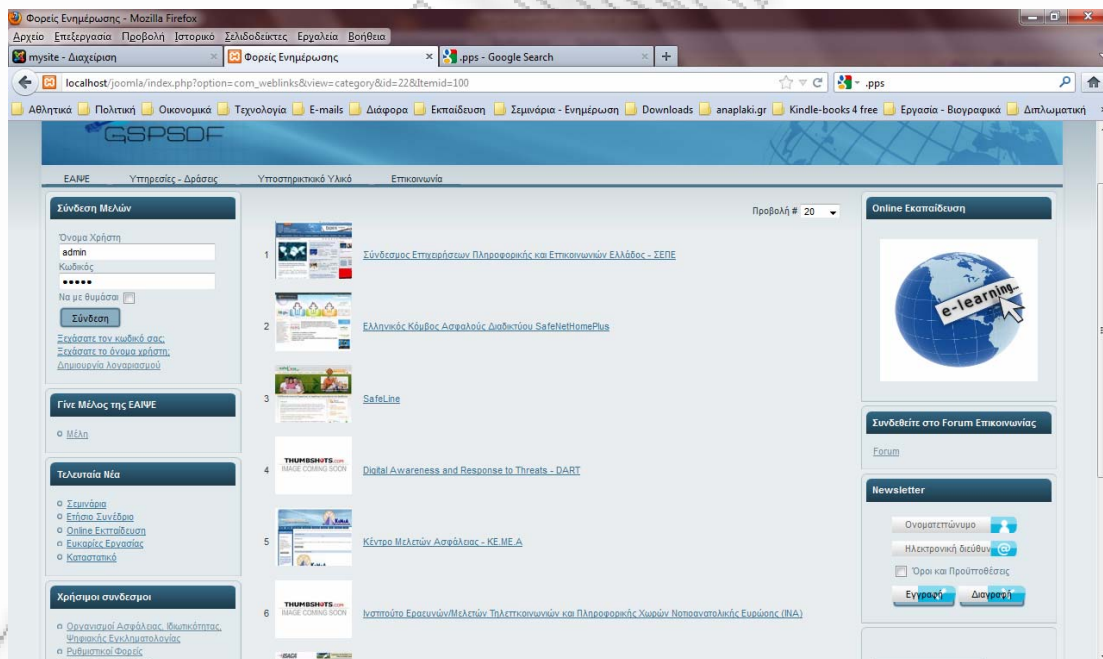 Φορείς Ενημέρωσης - Mozilla Firefox
Αρχείο Επεξεργασία Προβολή Ιστορικό Σελιδοδείκτες Εργαλεία Βοήθεια
mysite - Διαχείριση
Φορείς Ενημέρωσης
.pps - Google Search
localhost/joomla/index.php?option=com_weblinks&view=category&id=22&Itemid=100
.pps
Αθλητικά Πολιτική Οικονομικά Τεχνολογία E-mails Διάφορα Εκπαίδευση Σεμινάρια - Ενημέρωση Downloads anaplaki.gr Kindle-books 4 free Εργασία - Βιογραφικά Διπλωματική
GSPSDF
ΕΑΙΨΕ Υπηρεσίες - Δράσεις Υποστηρικτικό Υλικό Επικοινωνία
Σύνδεση Μελών
Όνομα Χρήστη
admin
Κωδικός
Να με θυμάσαι
Σύνδεση
Ξεχάσατε τον κωδικό σας;
Ξεχάσατε το όνομα χρήστη;
Δημιουργία λογαριασμού
Γίνε Μέλος της ΕΑΙΨΕ
Μέλη
Τελευταία Νέα
Σεμινάρια
Ετήσιο Συνέδριο
Online Εκπαίδευση
Ευκαρίες Εργασίας
Καταστατικό
Χρήσιμοι συνδεσμοι
Οργανισμοί Ασφάλειας, Ιδιωτικότητας,
Ψηφιακής Εγκληματολογίας
Ρυθμιστικοί Φορείς
Προβολή # 20
1 Σύνδεσμος Επιχειρήσεων Πληροφορικής και Επικοινωνιών Ελλάδος - ΣΕΠΕ
2 Ελληνικός Κόμβος Ασφαλούς Διαδικτύου SafeNetHomePlus
3 SafeLine
THUMBSHOTS.com
IMAGE COMING SOON
4 Digital Awareness and Response to Threats - DART
5 Κέντρο Μελετών Ασφάλειας - ΚΕ.ΜΕ.Α
THUMBSHOTS.com
IMAGE COMING SOON
6 Ινστιτούτο Ερευνών/Μελετών Τηλεπικοινωνιών και Πληροφορικής Χωρών Νοτιοανατολικής Ευρώπης (INA)
Online Εκαπαίδευση
e-learning
Συνδεθείτε στο Forum Επικοινωνίας
Forum
Newsletter
Ονοματεπώνυμο
Ηλεκτρονική διεύθυν
Όροι και Προϋποθέσεις
Εγγραφή Διαγραφή